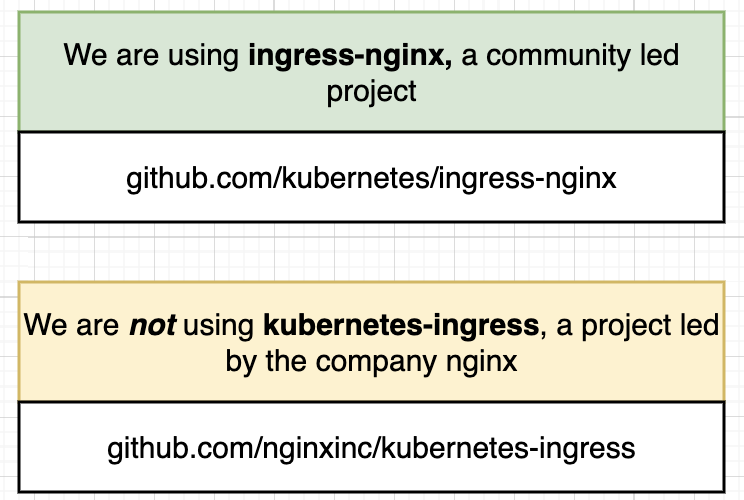 We are using ingress-nginx, a community led
project
github.com/kubernetes/ingress-nginx
We are not using kubernetes-ingress, a project led
by the company nginx
github.com/nginxinc/kubernetes-ingress